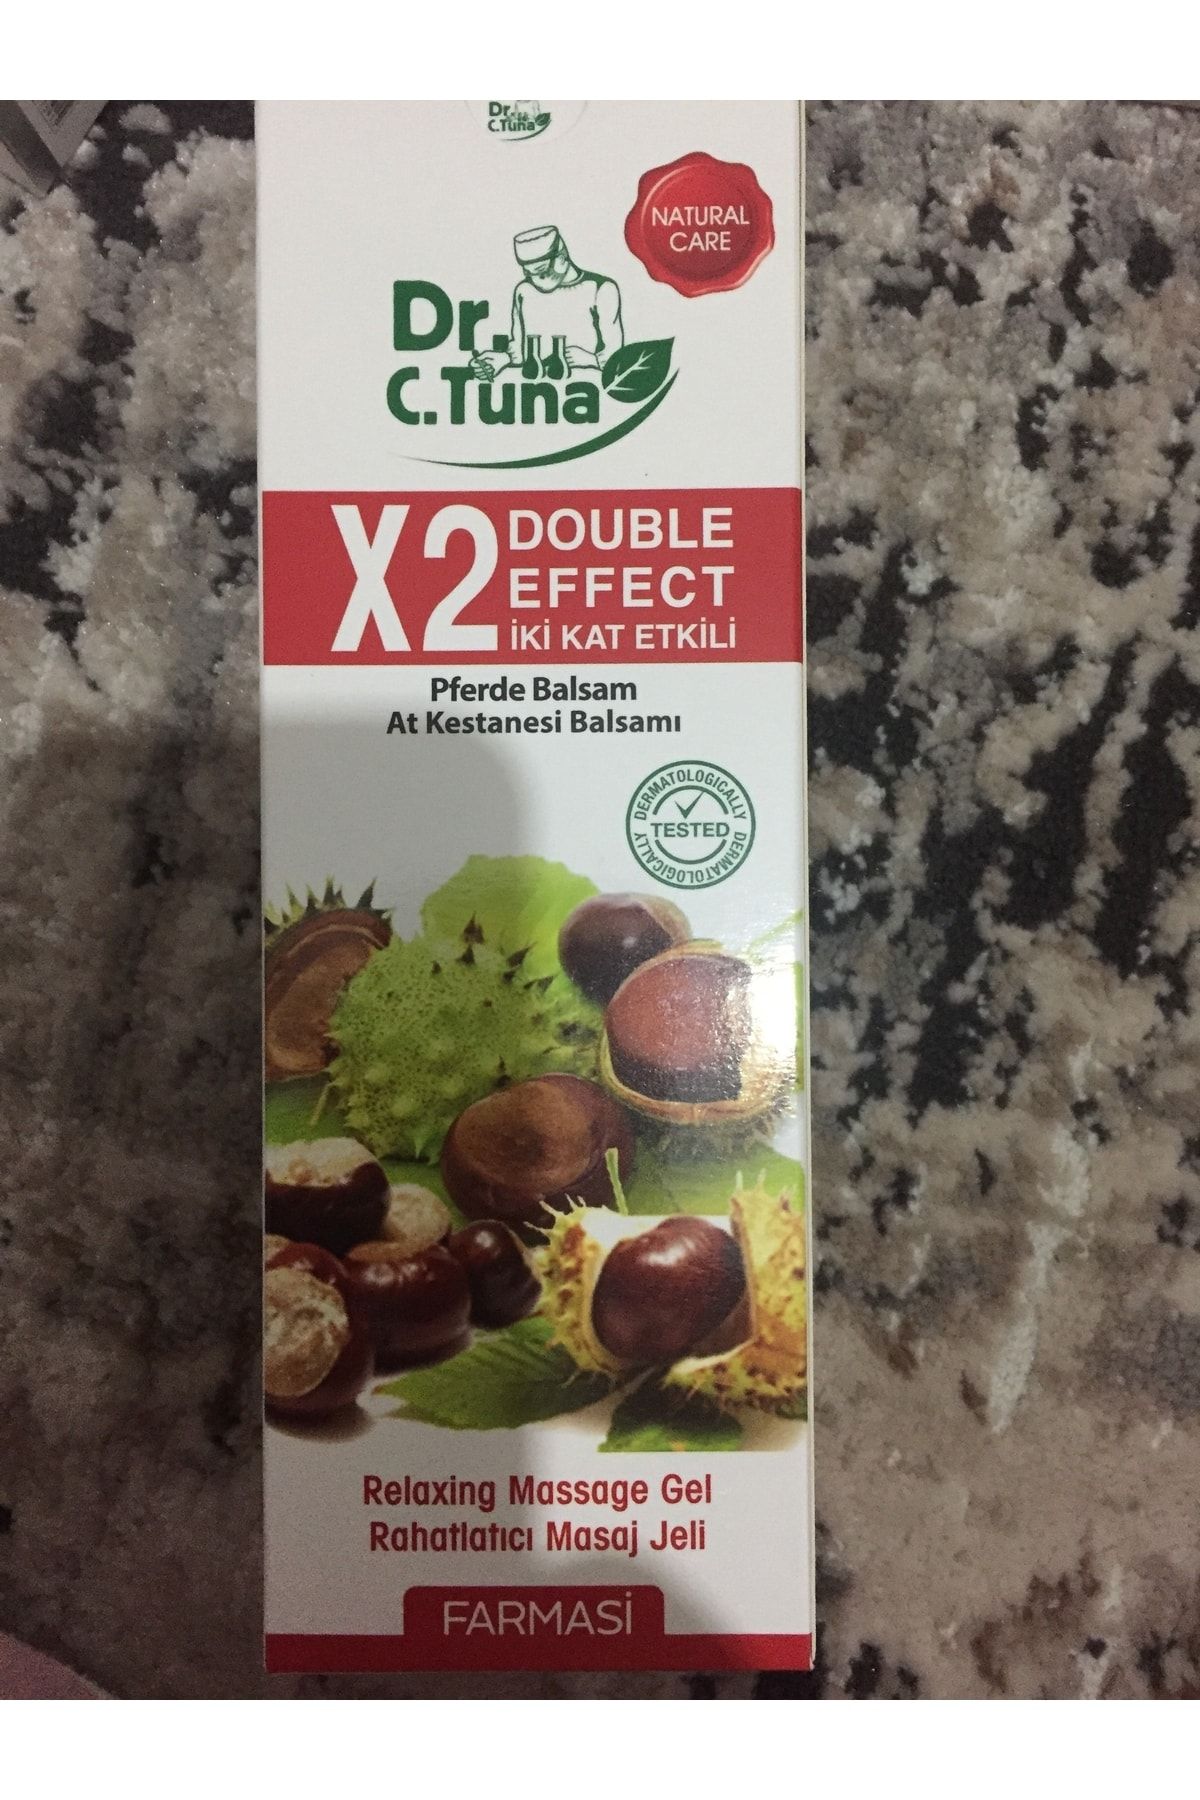 Dr.
C.Tuna
NATURAL
CARE
Dr.
C.Tuna
X2 DOUBLE
EFFECT
İKİ KAT ETKİLİ
Pferde Balsam
At Kestanesi Balsamı
DERMATOLOGICALLY
TESTED
DERMATOLOGICALLY
Relaxing Massage Gel
Rahatlatıcı Masaj Jeli
FARMASİ